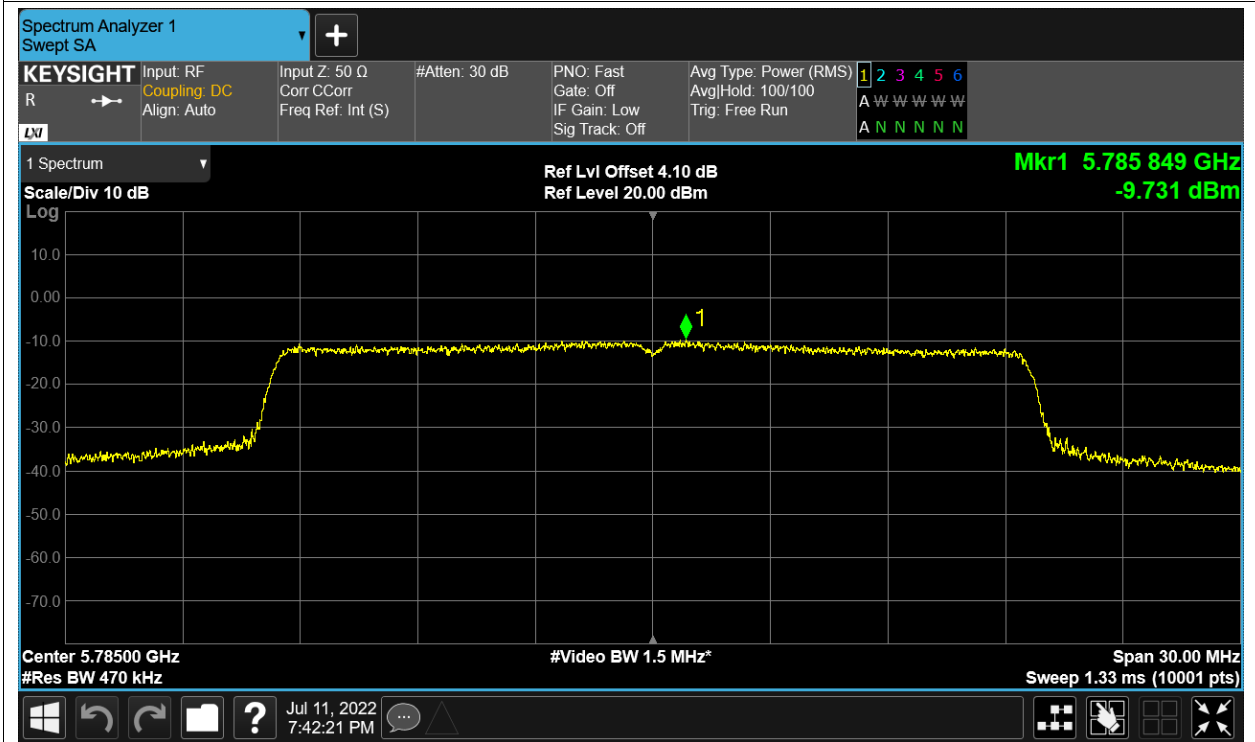 Spectrum Analyzer 1
Swept SA
+
KEYSIGHT
R
LXI
Input: RF
Coupling: DC
Align: Auto
Input Z: 50 Ω
Corr CCorr
Freq Ref: Int (S)
#Atten: 30 dB
PNO: Fast
Gate: Off
IF Gain: Low
Sig Track: Off
Avg Type: Power (RMS)
Avg|Hold: 100/100
Trig: Free Run
1 2 3 4 5 6
A W W W W W
A N N N N N
1 Spectrum
Scale/Div 10 dB
Log
Ref Lvl Offset 4.10 dB
Ref Level 20.00 dBm
Mkr1 5.785 849 GHz
-9.731 dBm
10.0
0.00
1
-10.0
-20.0
-30.0
-40.0
-50.0
-60.0
-70.0
Center 5.78500 GHz
#Res BW 470 kHz
#Video BW 1.5 MHz*
Span 30.00 MHz
Sweep 1.33 ms (10001 pts)
?
Jul 11, 2022
7:42:21 PM